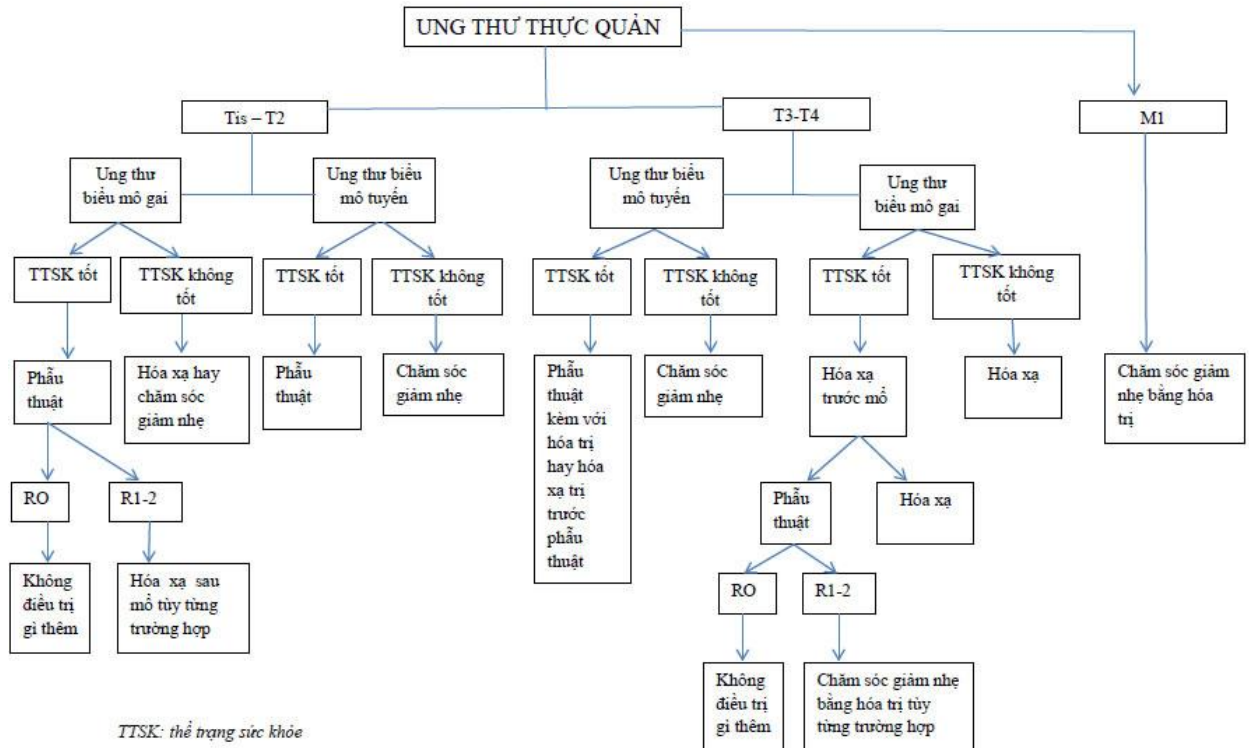 UNG THƯ THỰC QUẢN
Tis – T2
T3-T4
M1
Ung thư
biểu mô gai
Ung thư biểu
mô tuyến
Ung thư biểu
mô tuyến
Ung thư
biểu mô gai
TTSK tốt
TTSK không
tốt
TTSK tốt
TTSK không
tốt
TTSK tốt
TTSK không
tốt
TTSK tốt
TTSK không
tốt
Phẫu
thuật
Hóa xạ hay
chăm sóc
giảm nhẹ
Phẫu
thuật
Chăm sóc
giảm nhẹ
Phẫu
thuật
kèm với
hóa trị
hay hóa
xạ trị
trước
phẫu
thuật
Chăm sóc
giảm nhẹ
Hóa xạ
trước mổ
Hóa xạ
Chăm sóc giảm
nhẹ bằng hóa
trị
RO
R1-2
Phẫu
thuật
Hóa xạ
Không
điều trị
gì thêm
Hóa xạ sau
mổ tùy từng
trường hợp
RO
R1-2
Không
điều trị
gì thêm
Chăm sóc giảm nhẹ
bằng hóa trị tùy
từng trường hợp
TTSK: thể trạng sức khỏe